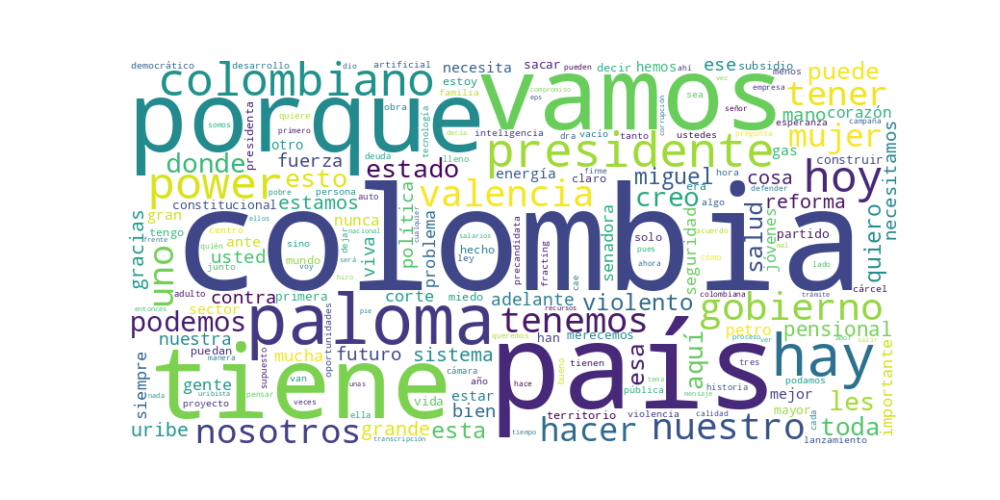 democrático desarrollo dio artificial necesita sacar decir hemos ese subsidio menos puede
colombiano vamos tener
porque estoy familia pueden ahí vez empresa
somos quiere obra compromiso eps sea señor mano corazón
presidenta primero tecnología decía inteligencia tanto ustedes corrupción esperanza campaña
otro dra vacío pregunta mujer
donde fuerza deuda lleno presidente gas
power esto estado energía claro firme miguel hora cosa construir hoy
pobre persona auto valencia creo era defender reforma necesitamos
constitucional estamos política algo partido
gran nunca salud
gracias tengo ellos centro nacional cualquier colombia senadora seguridad jóvenes quiero
uno ante sino dejar viva problema salarios hecho ley precandidata fracting solo pues ahora acuerdo cómo mal
usted quién mundo voy será lado
frente junto hizo corte miedo cae colombiana trámite cárcel
entonces adulto contra primera adelante violento gobierno
sector pie recursos
podemos paloma tenemos petro pensional
nuestra oportunidades queremos han merecemos esa aquí proceso ver amor salir importante
puedan supuesto mucha futuro sistema bueno tienen tres hay
manera tiene país
siempre gente van cámara tema podamos
nada uribista pensar unas año hace pública historia mejor
proyecto veces ella vida estar mensaje les
bien territorio violencia calidad mayor
uribe nosotros grande esta hacer nuestro cada toda
transcripción tiempo lanzamiento